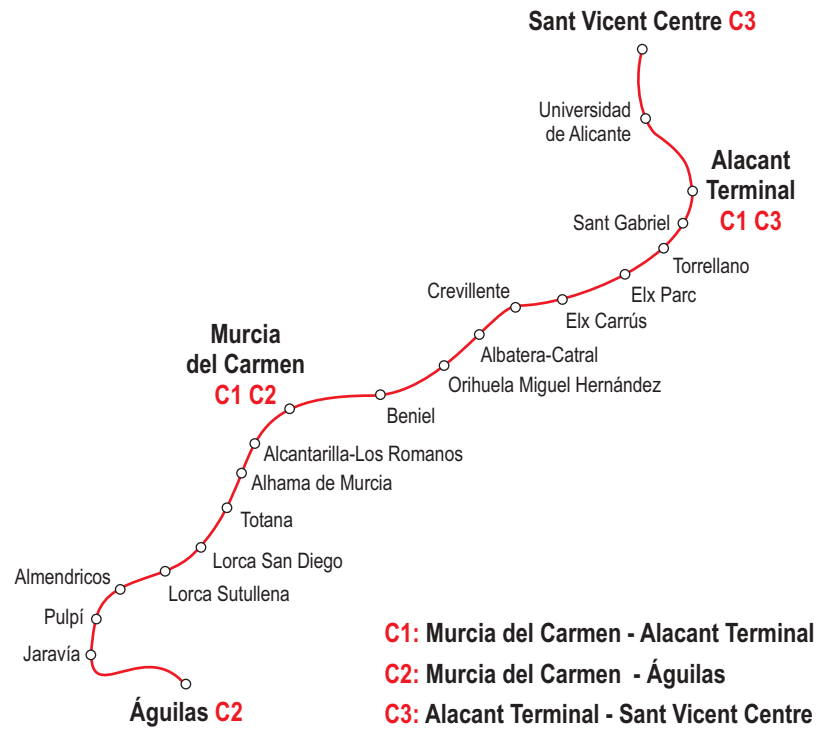 Sant Vicent Centre C3
Universidad
de Alicante
Alacant
Terminal
C1 C3
Sant Gabriel
Torrellano
Elx Parc
Crevillente
Elx Carrús
Albatera-Catral
Orihuela Miguel Hernández
Murcia
del Carmen
C1 C2
Beniel
Alcantarilla-Los Romanos
Alhama de Murcia
Totana
Lorca San Diego
Lorca Sutullena
Almendricos
Pulpí
Jaravía
Águilas C2
C1: Murcia del Carmen - Alacant Terminal
C2: Murcia del Carmen - Águilas
C3: Alacant Terminal - Sant Vicent Centre